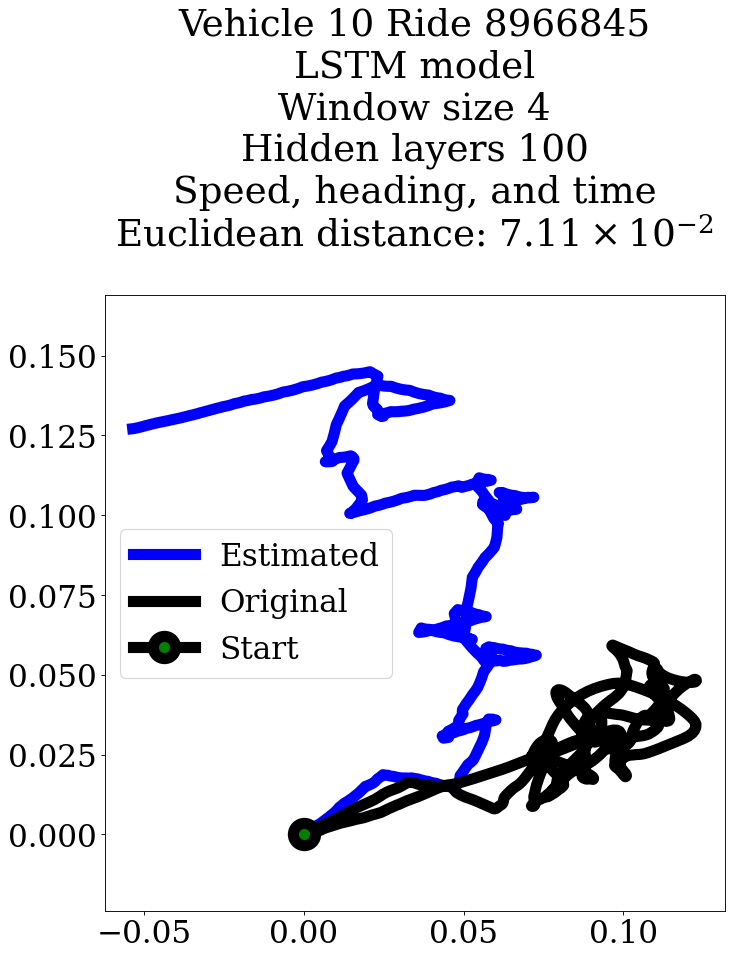 Vehicle 10 Ride 8966845
LSTM model
Window size 4
Hidden layers 100
Speed, heading, and time
Euclidean distance: 7.11 × 10⁻²
0.150
0.125
0.100
0.075
0.050
0.025
0.000
Estimated
Original
Start
−0.05 0.00 0.05 0.10